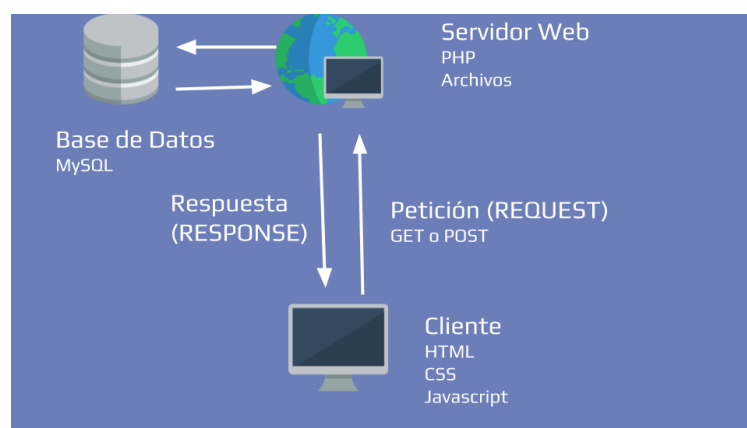 Servidor Web
PHP
Archivos
Base de Datos
MySQL
Respuesta
(RESPONSE)
Petición (REQUEST)
GET o POST
Cliente
HTML
CSS
Javascript